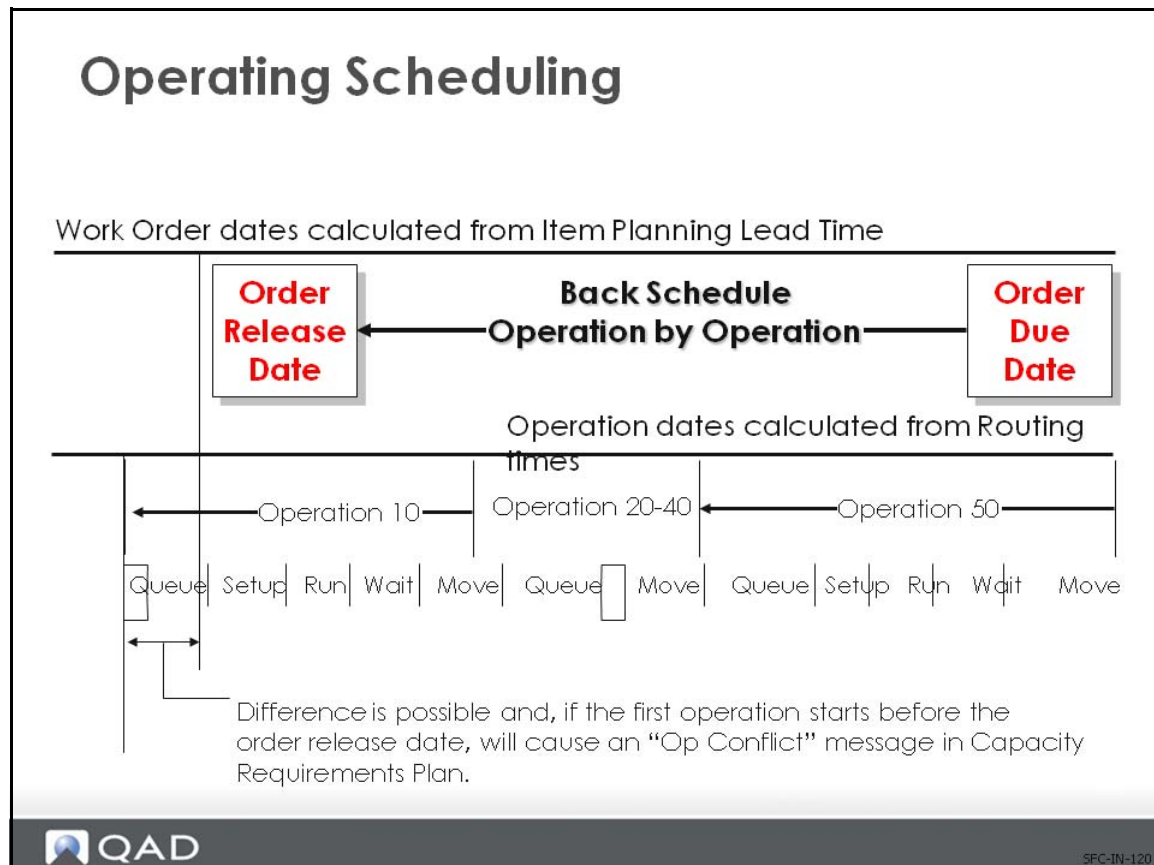 Operating Scheduling
Work Order dates calculated from Item Planning Lead Time
Order
Release
Date
Back Schedule
Operation by Operation
Order
Due
Date
Operation dates calculated from Routing
times
Operation 10 Operation 20-40 Operation 50
Queue Setup Run Wait Move Queue Move Queue Setup Run Wait Move
Difference is possible and, if the first operation starts before the
order release date, will cause an “Op Conflict” message in Capacity
Requirements Plan.
QAD
SFC-IN-120